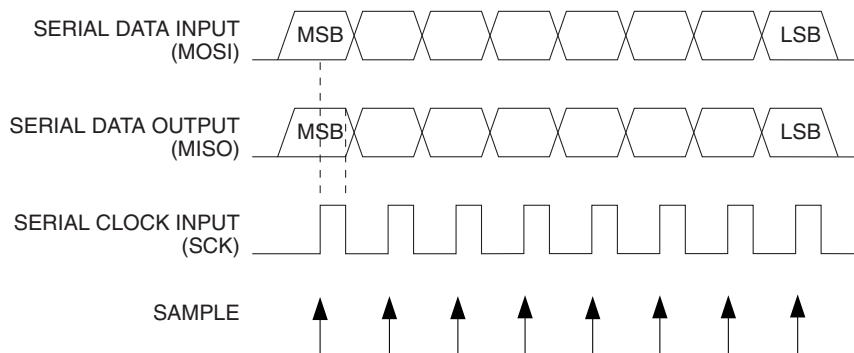 SERIAL DATA INPUT
(MOSI)
MSB
LSB
SERIAL DATA OUTPUT
(MISO)
MSB
LSB
SERIAL CLOCK INPUT
(SCK)
SAMPLE